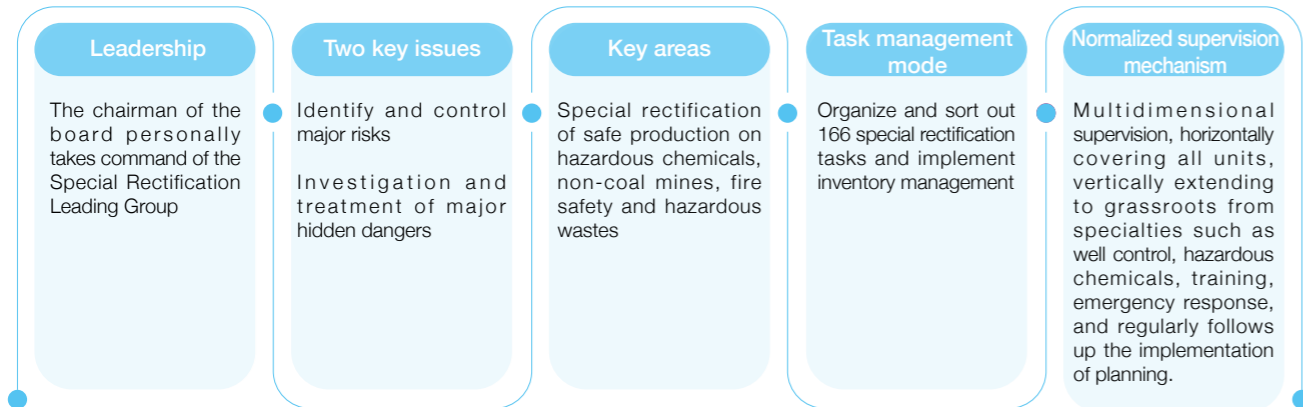 Leadership
The chairman of the
board personally
takes command of the
Special Rectification
Leading Group
Two key issues
Identify and control
major risks
Investigation and
treatment of major
hidden dangers
Key areas
Special rectification
of safe production on
hazardous chemicals,
non-coal mines, fire
safety and hazardous
wastes
Task management
mode
Organize and sort out
166 special rectification
tasks and implement
inventory management
Normalized supervision
mechanism
Multidimensional
supervision, horizontally
covering all units,
vertically extending
to grassroots from
specialties such as
well control, hazardous
chemicals, training,
emergency response,
and regularly follows
up the implementation
of planning.